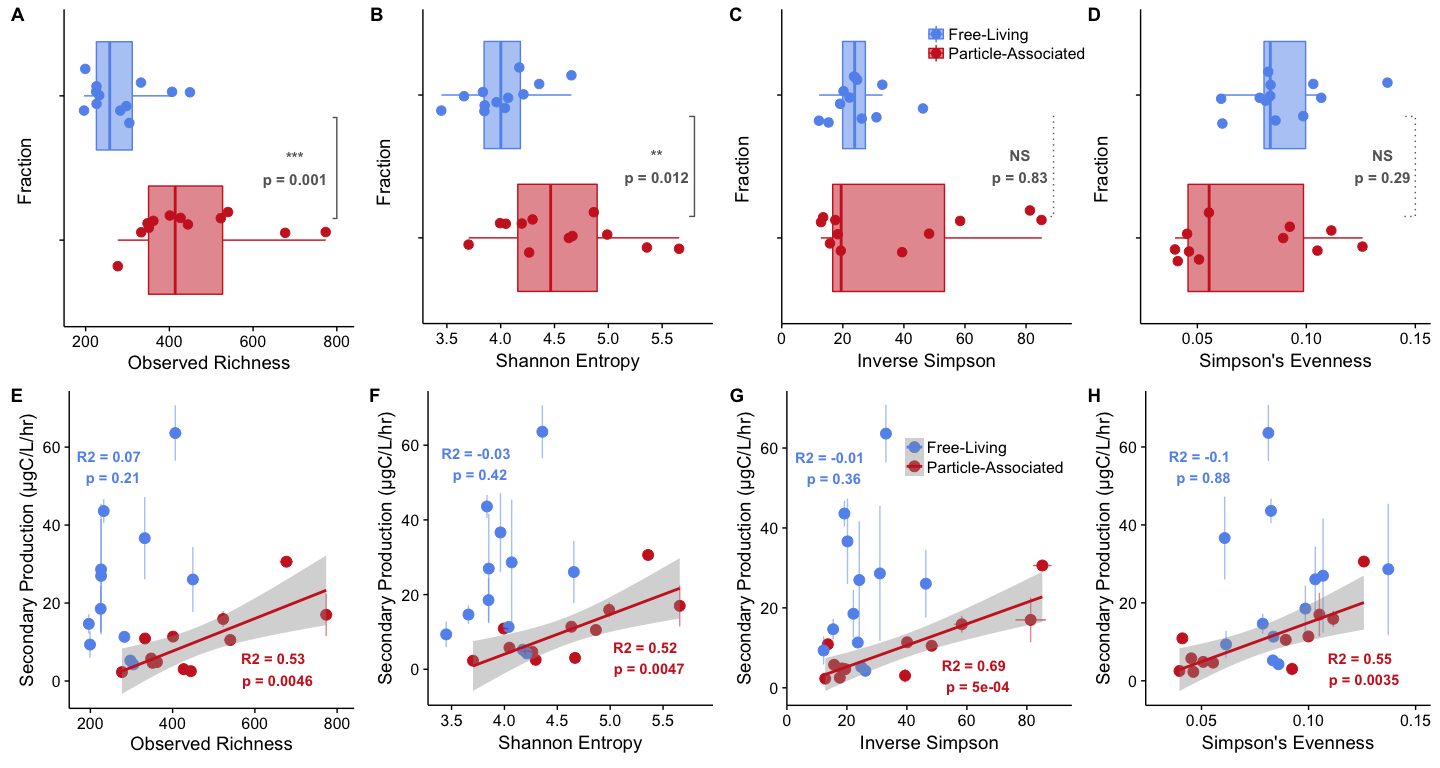 A
Fraction
***
p = 0.001
200 400 600 800
Observed Richness
B
Fraction
**
p = 0.012
3.5 4.0 4.5 5.0 5.5
Shannon Entropy
C
Free-Living
Particle-Associated
Fraction
NS
p = 0.83
0 20 40 60 80
Inverse Simpson
D
Fraction
NS
p = 0.29
0.05 0.10 0.15
Simpson's Evenness
E
Secondary Production (µgC/L/hr)
60
40
20
0
R2 = 0.07
p = 0.21
R2 = 0.53
p = 0.0046
200 400 600 800
Observed Richness
F
Secondary Production (µgC/L/hr)
60
40
20
0
R2 = -0.03
p = 0.42
R2 = 0.52
p = 0.0047
3.5 4.0 4.5 5.0 5.5
Shannon Entropy
G
Secondary Production (µgC/L/hr)
60
40
20
0
R2 = -0.01
p = 0.36
Free-Living
Particle-Associated
R2 = 0.69
p = 5e-04
0 20 40 60 80
Inverse Simpson
H
Secondary Production (µgC/L/hr)
60
40
20
0
R2 = -0.1
p = 0.88
R2 = 0.55
p = 0.0035
0.05 0.10 0.15
Simpson's Evenness